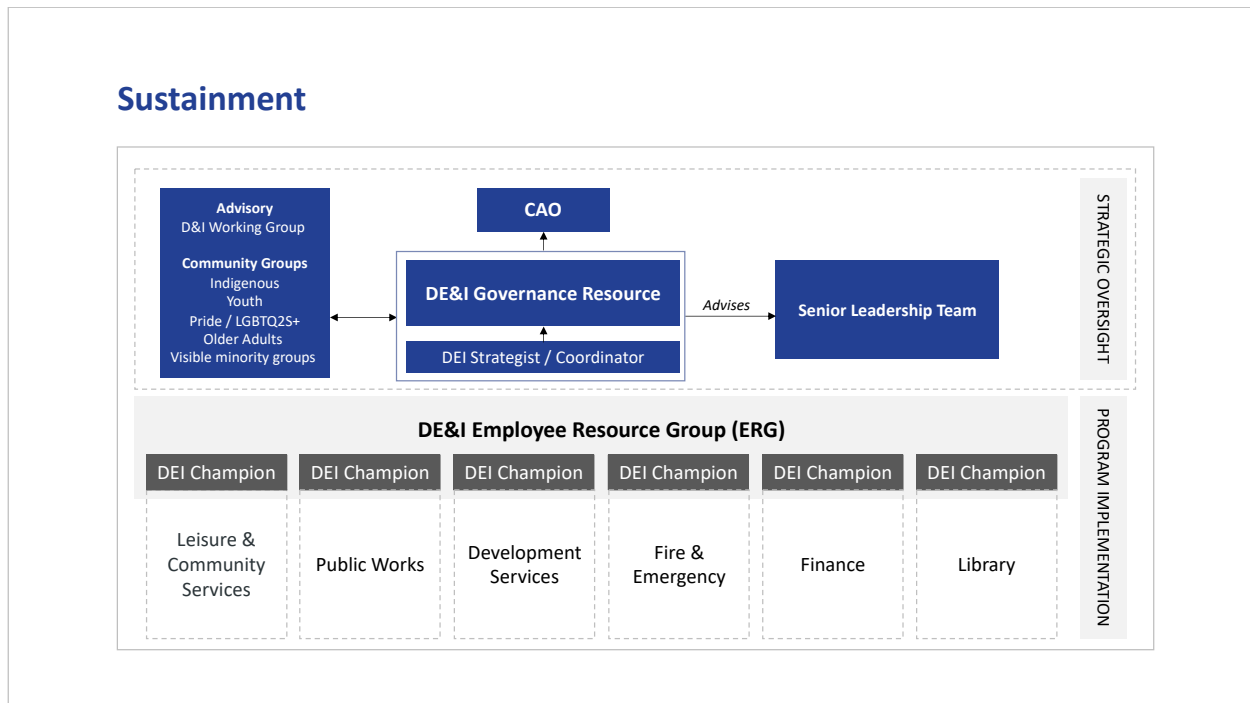 Sustainment
Advisory
D&I Working Group
Community Groups
Indigenous
Youth
Pride / LGBTQ2S+
Older Adults
Visible minority groups
CAO
DE&I Governance Resource
DEI Strategist / Coordinator
Advises
Senior Leadership Team
STRATEGIC OVERSIGHT
DE&I Employee Resource Group (ERG)
DEI Champion
DEI Champion
DEI Champion
DEI Champion
DEI Champion
DEI Champion
Leisure &
Community
Services
Public Works
Development
Services
Fire &
Emergency
Finance
Library
PROGRAM IMPLEMENTATION